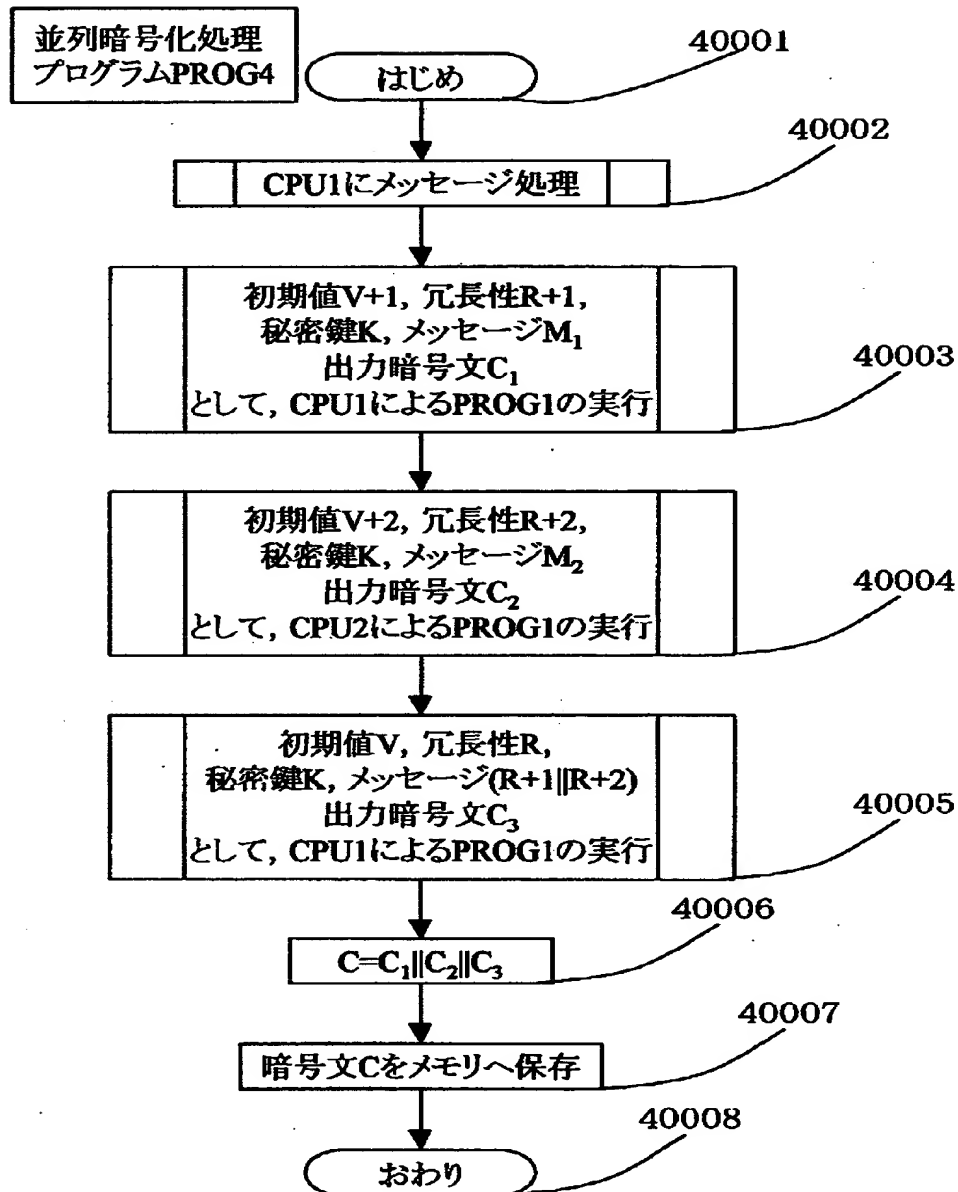 並列暗号化処理
プログラムPROG4
はじめ
40001
CPU1にメッセージ処理
40002
初期値V+1, 冗長性R+1,
秘密鍵K, メッセージM₁
出力暗号文C₁
として, CPU1によるPROG1の実行
40003
初期値V+2, 冗長性R+2,
秘密鍵K, メッセージM₂
出力暗号文C₂
として, CPU2によるPROG1の実行
40004
初期値V, 冗長性R,
秘密鍵K, メッセージ(R+1||R+2)
出力暗号文C₃
として, CPU1によるPROG1の実行
40005
C=C₁||C₂||C₃
40006
暗号文Cをメモリへ保存
40007
おわり
40008